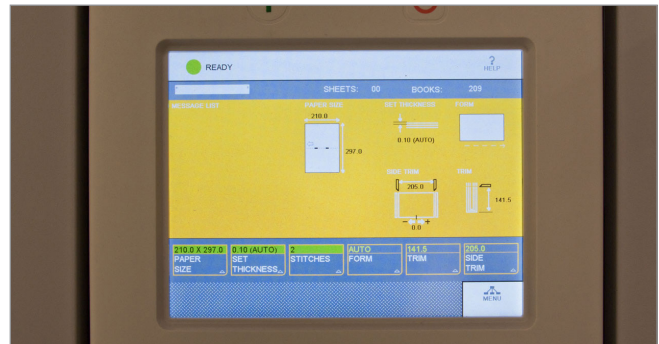 READY
?
HELP
SHEETS: 00 BOOKS: 209
MESSAGE LIST
PAPER SIZE
SET THICKNESS
FORM
210.0
297.0
0.10 (AUTO)
SIDE TRIM
TRIM
205.0
141.5
- +
0.0
210.0 X 297.0
PAPER
SIZE
0.10 (AUTO)
SET
THICKNESS
2
STITCHES
AUTO
FORM
141.5
TRIM
205.0
SIDE
TRIM
MENU